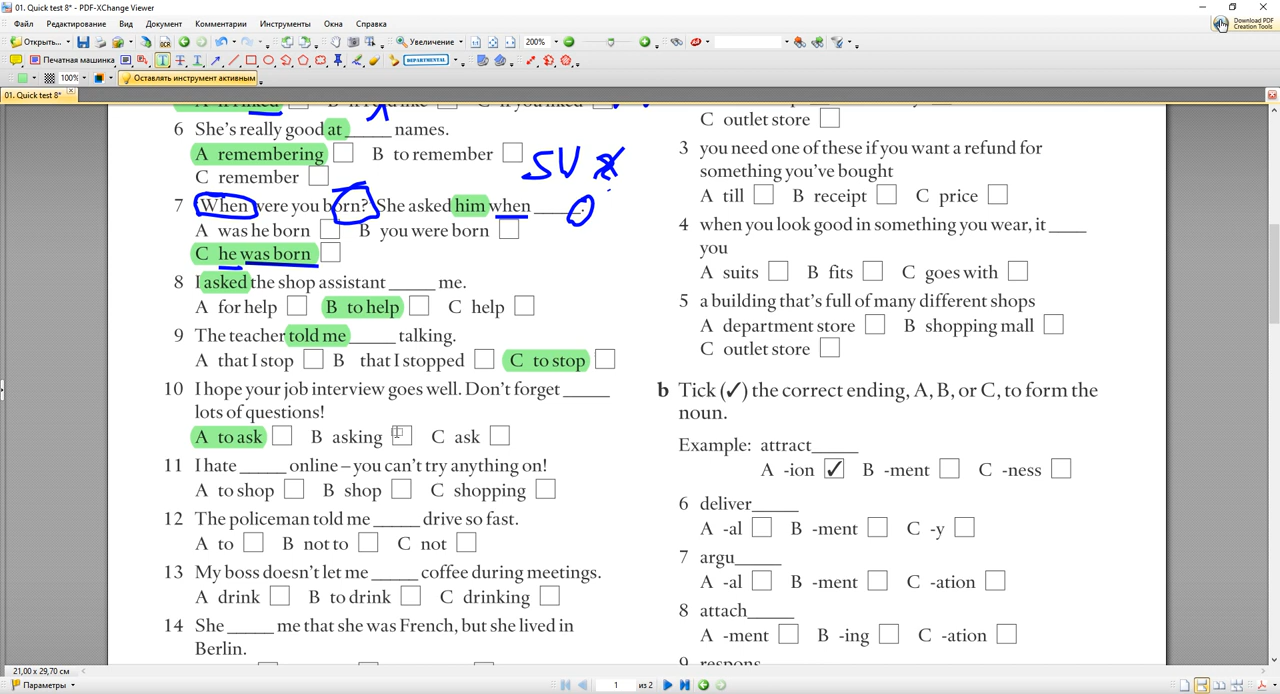 01. Quick test 8* - PDF-XChange Viewer
Файл Редактирование Вид Документ Комментарии Инструменты Окна Справка
Download PDF Creation Tools
Открыть... OCR Увеличение 200%
Печатная машинка DEPARTMENTAL
100% Оставлять инструмент активным
01. Quick test 8*
6 She's really good at _____ names.
A remembering B to remember
C remember
SV
7 When were you born? She asked him when _____.
A was he born B you were born
C he was born
8 I asked the shop assistant _____ me.
A for help B to help C help
9 The teacher told me _____ talking.
A that I stop B that I stopped C to stop
10 I hope your job interview goes well. Don't forget _____
lots of questions!
A to ask B asking C ask
11 I hate _____ online – you can't try anything on!
A to shop B shop C shopping
12 The policeman told me _____ drive so fast.
A to B not to C not
13 My boss doesn't let me _____ coffee during meetings.
A drink B to drink C drinking
14 She _____ me that she was French, but she lived in
Berlin.
C outlet store
3 you need one of these if you want a refund for
something you've bought
A till B receipt C price
4 when you look good in something you wear, it ____
you
A suits B fits C goes with
5 a building that's full of many different shops
A department store B shopping mall
C outlet store
b Tick (✓) the correct ending, A, B, or C, to form the
noun.
Example: attract_____
A -ion ✓ B -ment C -ness
6 deliver_____
A -al B -ment C -y
7 argu_____
A -al B -ment C -ation
8 attach_____
A -ment B -ing C -ation
21,00 x 29,70 см
Параметры 1 из 2